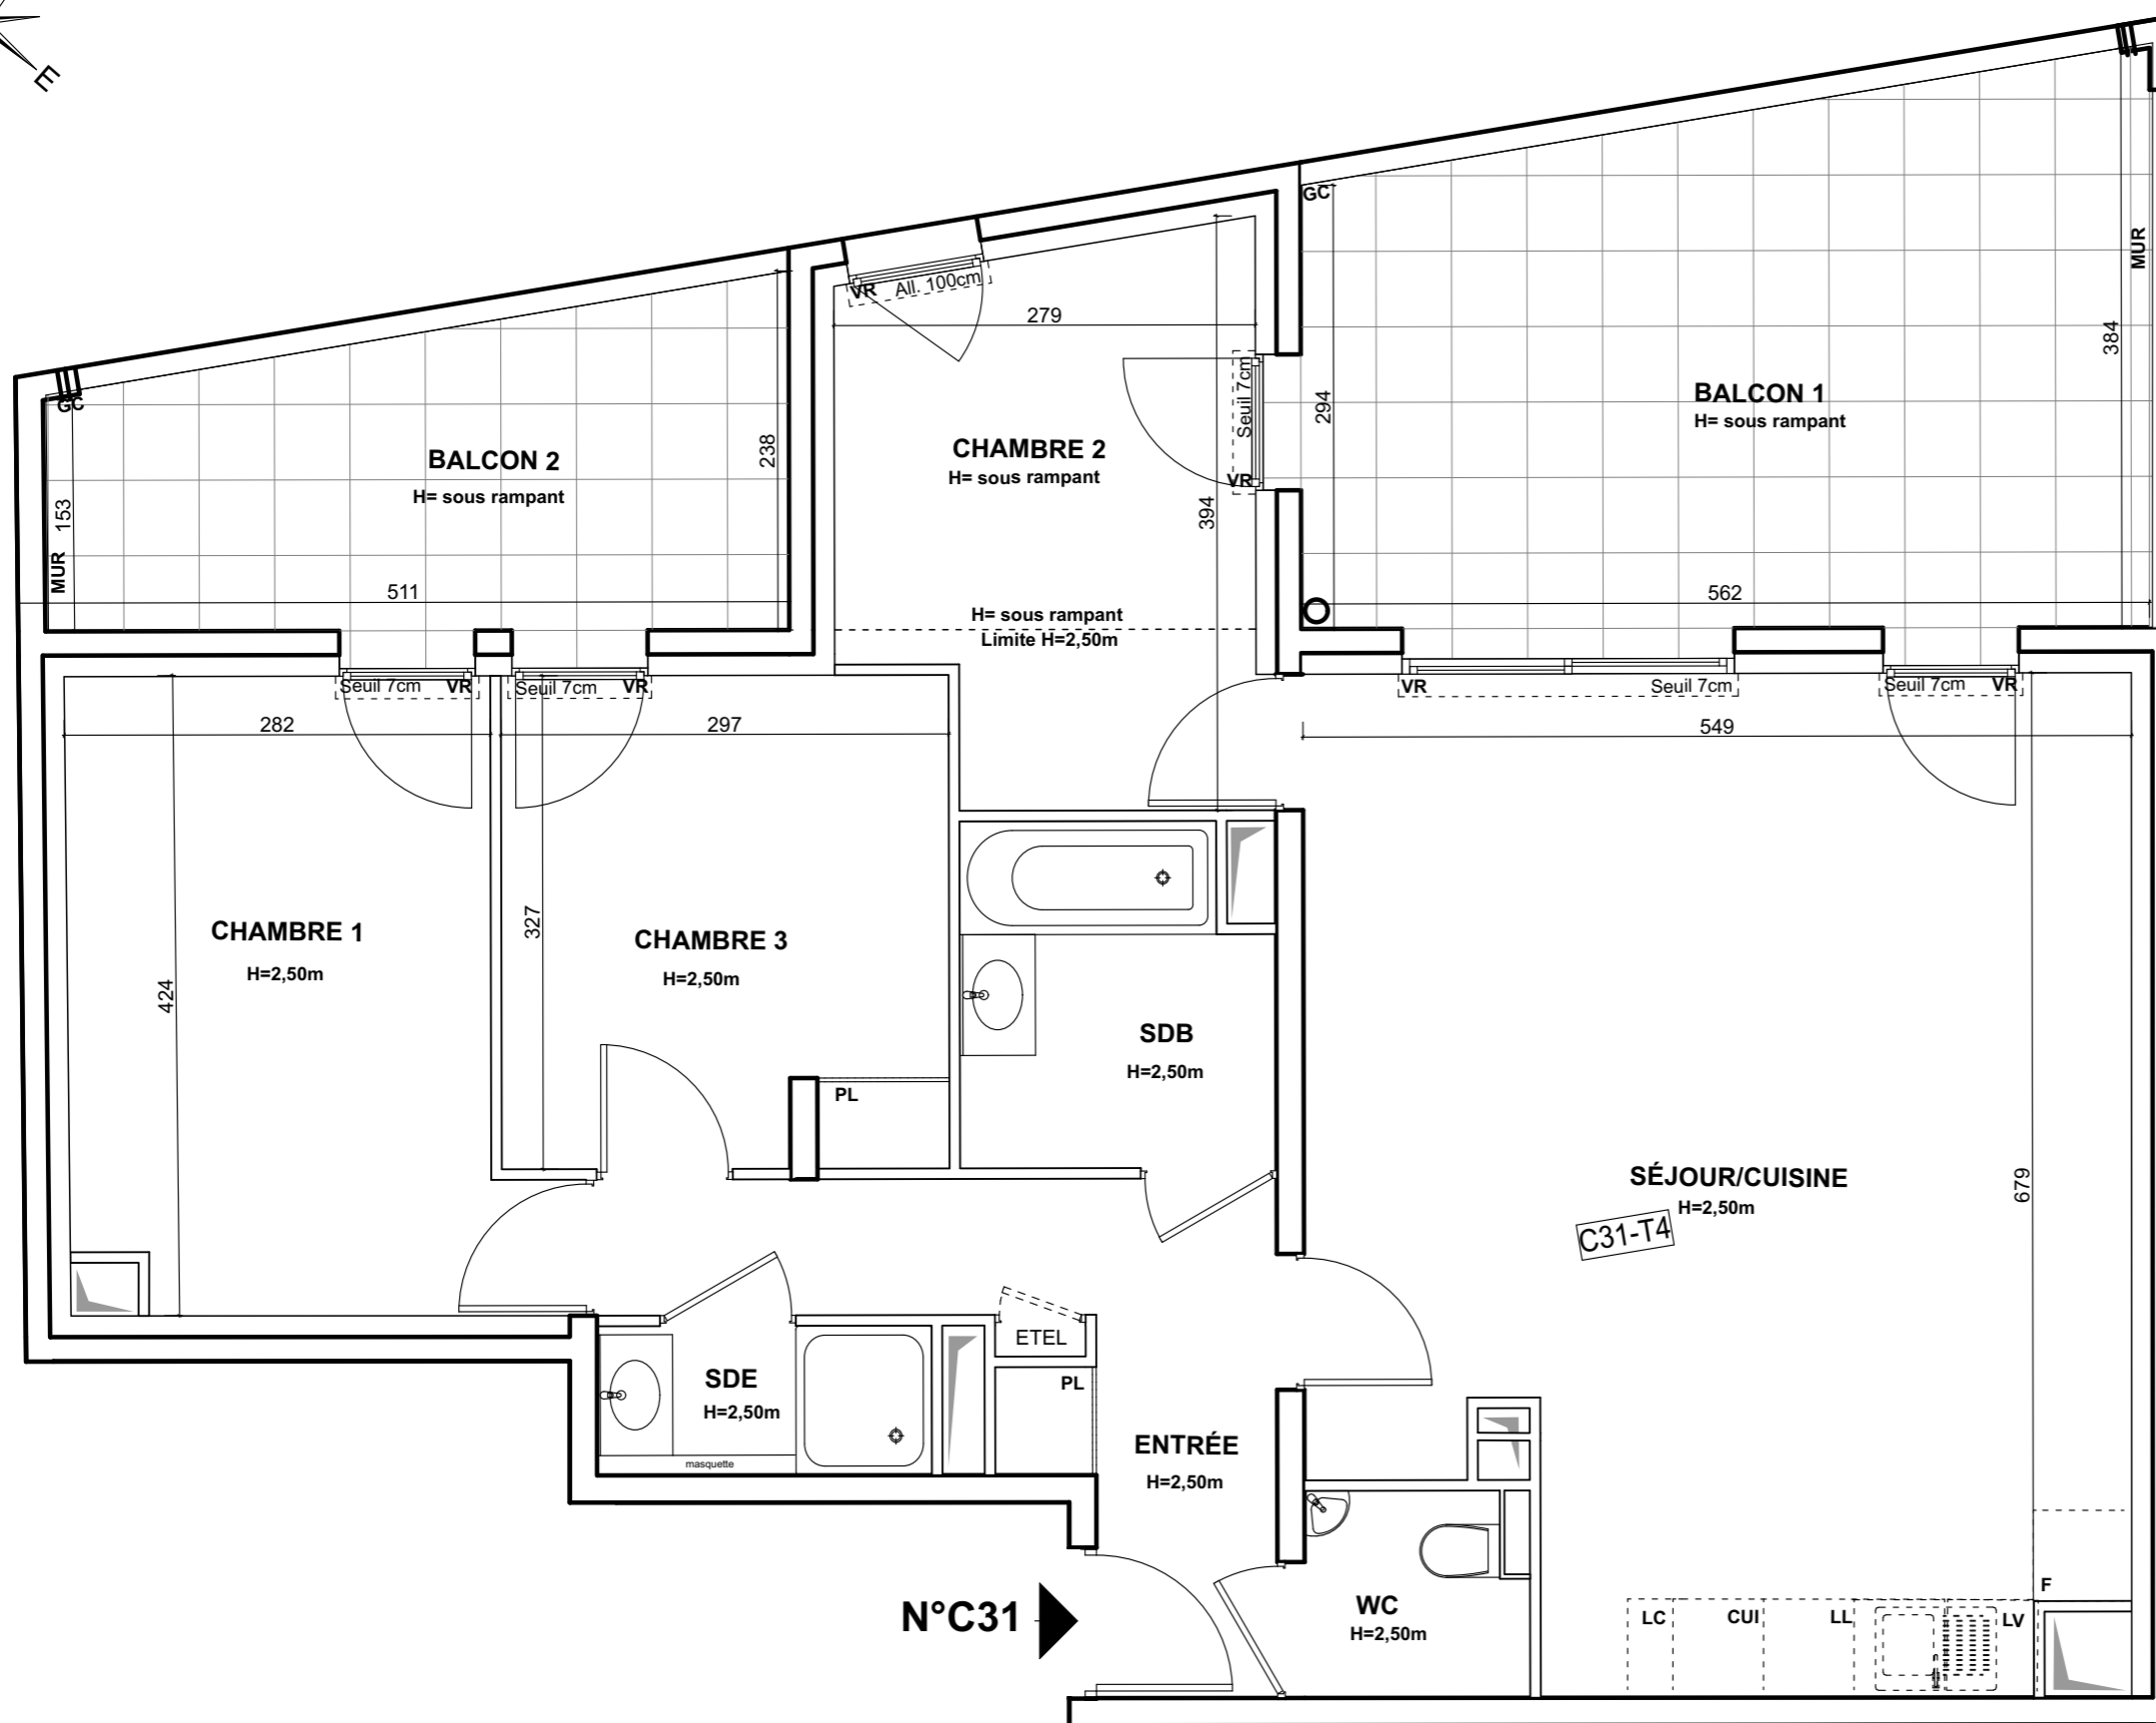 E
GC
MUR
384
VR
All. 100cm
279
Seuil 7cm
VR
294
BALCON 1
H= sous rampant
562
GC
153
MUR
BALCON 2
H= sous rampant
238
511
CHAMBRE 2
H= sous rampant
394
H= sous rampant
Limite H=2,50m
Seuil 7cm
VR
Seuil 7cm
VR
VR
Seuil 7cm
Seuil 7cm
VR
282
297
549
327
424
CHAMBRE 1
H=2,50m
CHAMBRE 3
H=2,50m
PL
SDB
H=2,50m
SÉJOUR/CUISINE
H=2,50m
C31-T4
679
ETEL
SDE
H=2,50m
masquette
PL
ENTRÉE
H=2,50m
N°C31
WC
H=2,50m
LC
CUI
LL
LV
F